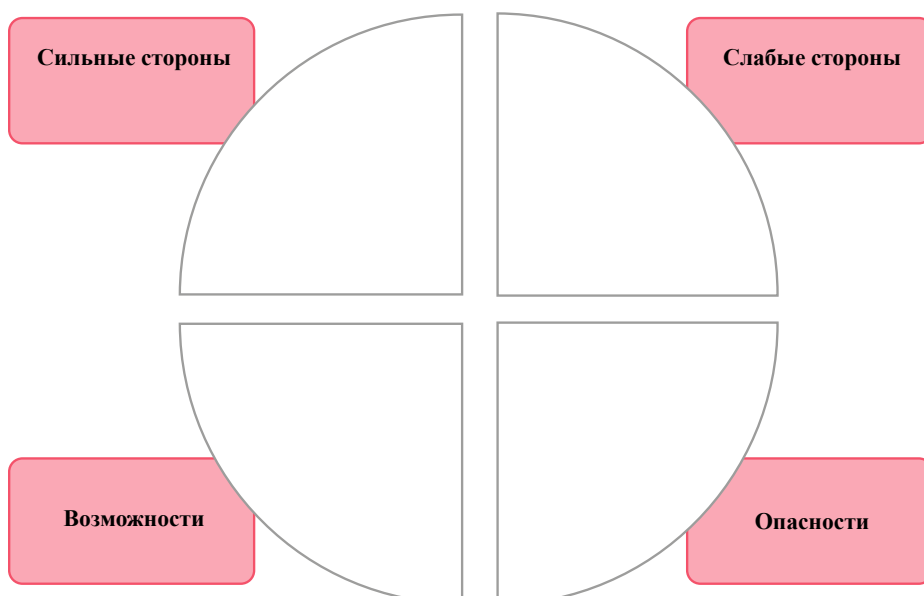 Сильные стороны
Слабые стороны
Возможности
Опасности